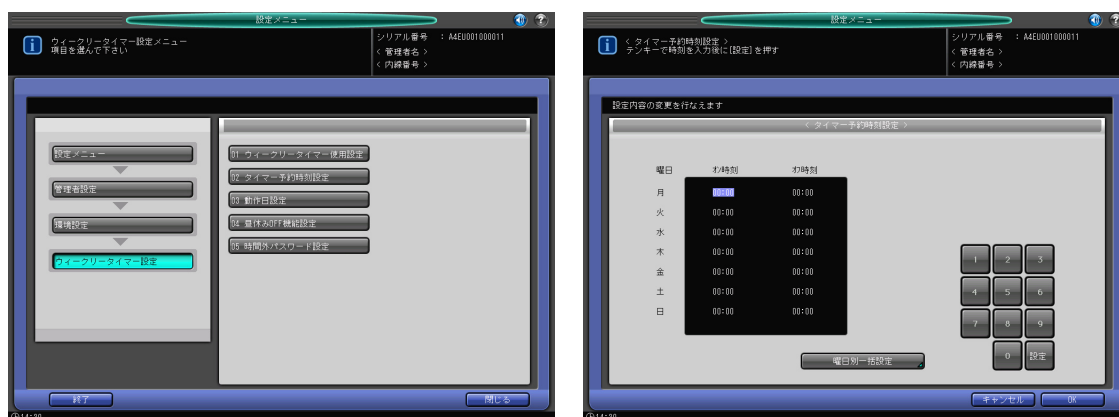 設定メニュー
ウィークリータイマー設定メニュー
項目を選んで下さい
シリアル番号 : A4EU001000011
< 管理者名 >
< 内線番号 >
設定メニュー
管理者設定
環境設定
ウィークリータイマー設定
01 ウィークリータイマー使用設定
02 タイマー予約時刻設定
03 動作日設定
04 昼休みOFF機能設定
05 時間外パスワード設定
終了
閉じる
14:30
設定メニュー
< タイマー予約時刻設定 >
テンキーで時刻を入力後に[設定]を押す
シリアル番号 : A4EU001000011
< 管理者名 >
< 内線番号 >
設定内容の変更を行なえます
< タイマー予約時刻設定 >
曜日 オン時刻 オフ時刻
月 00:00 00:00
火 00:00 00:00
水 00:00 00:00
木 00:00 00:00
金 00:00 00:00
土 00:00 00:00
日 00:00 00:00
1 2 3
4 5 6
7 8 9
0 設定
曜日別一括設定
キャンセル OK
14:30